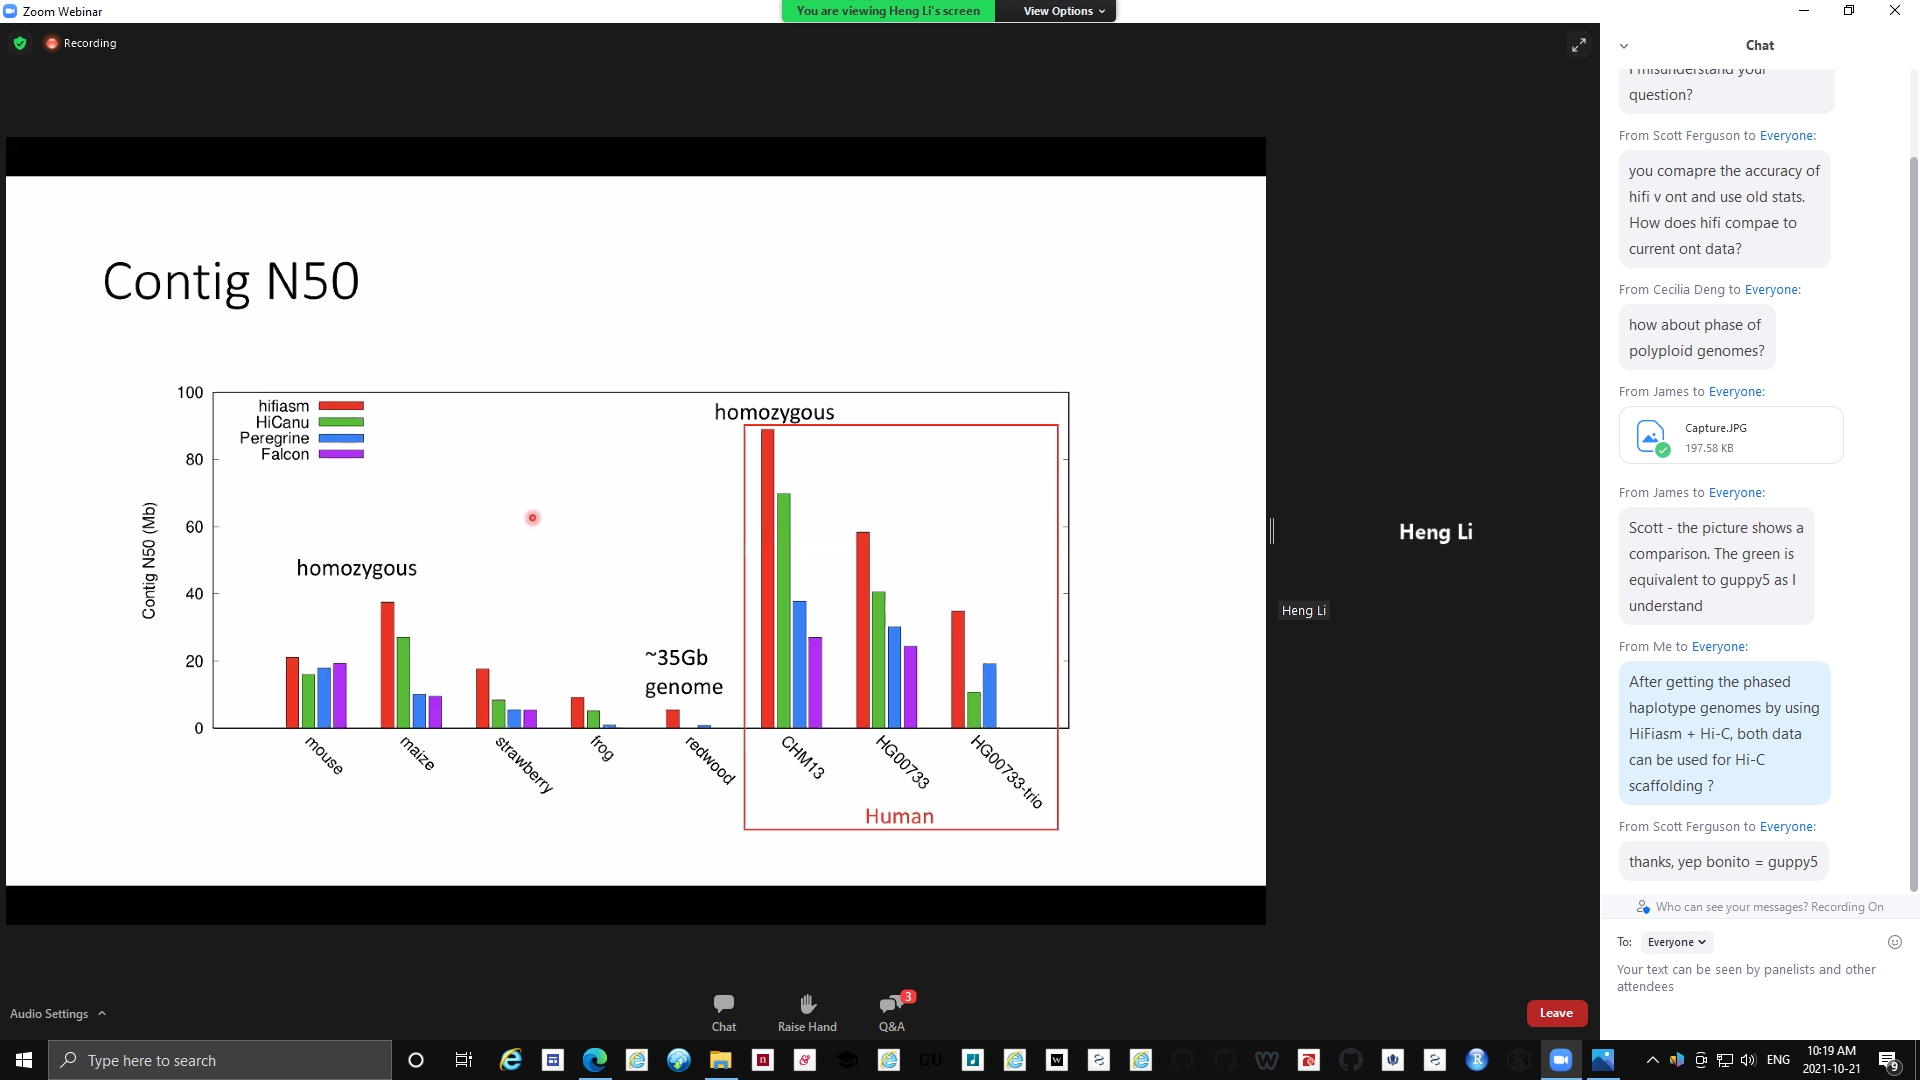 Zoom Webinar
You are viewing Heng Li's screen
View Options
Recording
Contig N50
100
80
60
40
20
0
Contig N50 (Mb)
hifiasm
HiCanu
Peregrine
Falcon
homozygous
homozygous
~35Gb
genome
mouse
maize
strawberry
frog
redwood
CHM13
HG00733
HG00733-trio
Human
Heng Li
Heng Li
Chat
I misunderstand your
question?
From Scott Ferguson to Everyone:
you comapre the accuracy of
hifi v ont and use old stats.
How does hifi compae to
current ont data?
From Cecilia Deng to Everyone:
how about phase of
polyploid genomes?
From James to Everyone:
Capture.JPG
197.58 KB
From James to Everyone:
Scott - the picture shows a
comparison. The green is
equivalent to guppy5 as I
understand
From Me to Everyone:
After getting the phased
haplotype genomes by using
HiFiasm + Hi-C, both data
can be used for Hi-C
scaffolding ?
From Scott Ferguson to Everyone:
thanks, yep bonito = guppy5
Who can see your messages? Recording On
To: Everyone
Your text can be seen by panelists and other
attendees
Audio Settings
Chat
Raise Hand
3
Q&A
Leave
Type here to search
GU
ENG
10:19 AM
2021-10-21
9